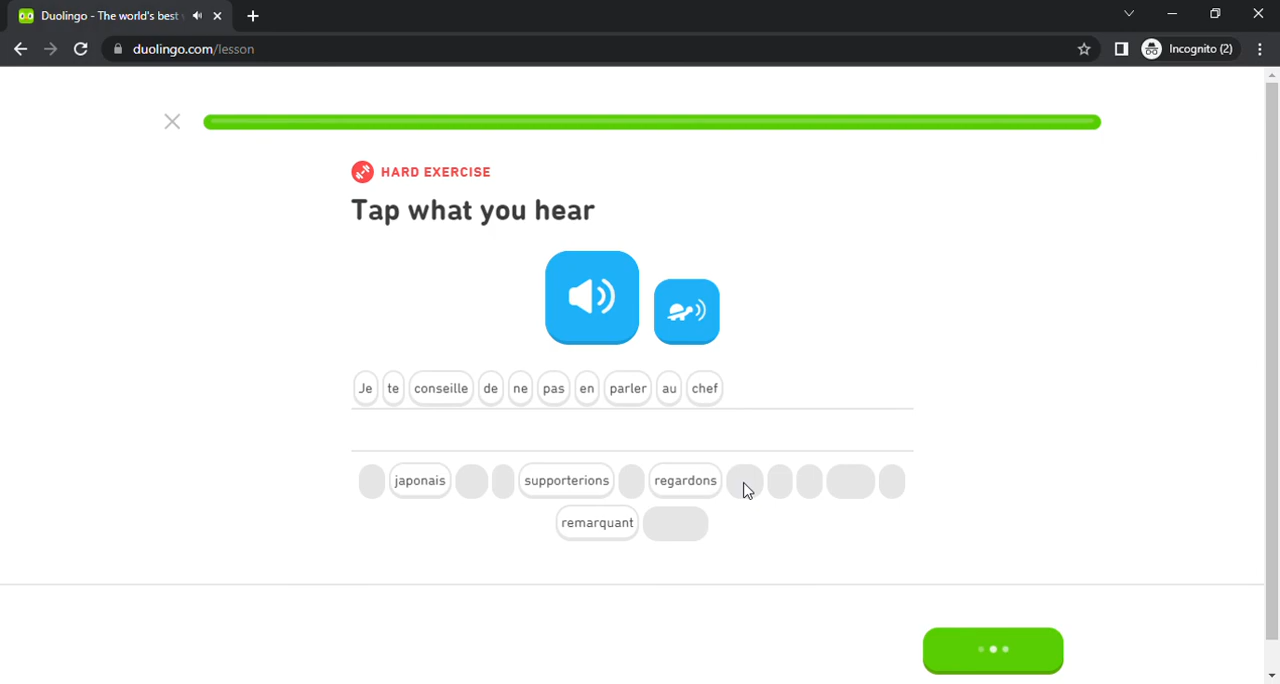 Duolingo - The world's best
duolingo.com/lesson
Incognito (2)
HARD EXERCISE
Tap what you hear
Je te conseille de ne pas en parler au chef
japonais supporterions regardons
remarquant